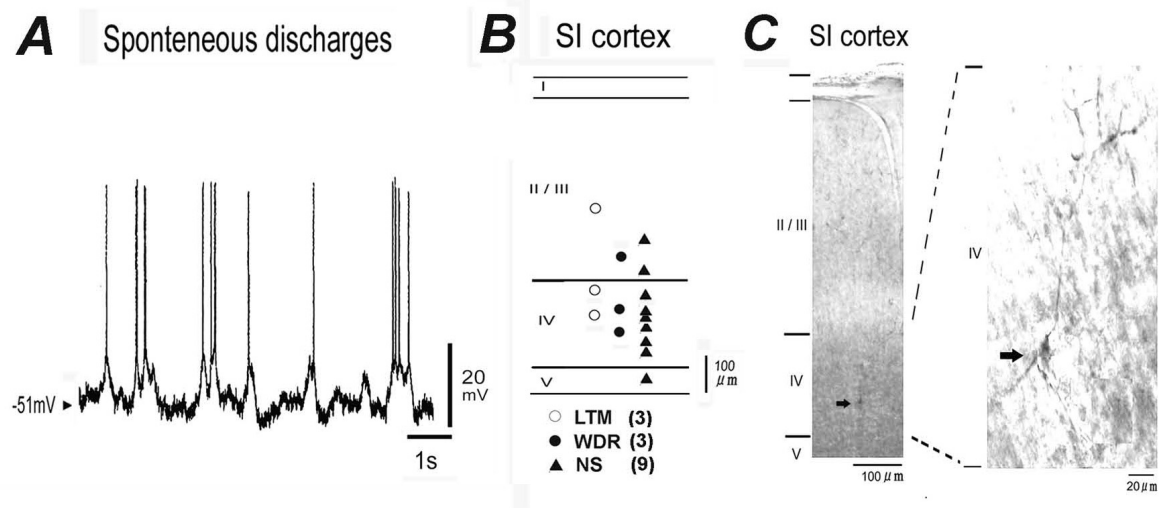 A Sponteneous discharges
-51mV
20 mV
1s
B SI cortex
I
II / III
IV
V
100 μm
LTM (3)
WDR (3)
NS (9)
C SI cortex
II / III
IV
V
100 μm
IV
20 μm